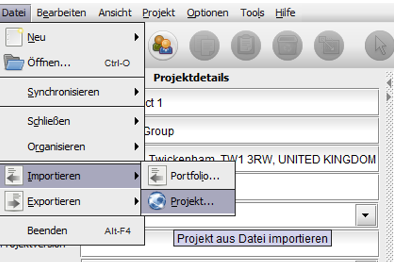 Datei Bearbeiten Ansicht Projekt Optionen Tools Hilfe
Neu
Öffnen... Ctrl-O
Synchronisieren
Schließen
Organisieren
Importieren
Exportieren
Beenden Alt-F4
Portfolio...
Projekt...
Projekt aus Datei importieren
Projektdetails
ct 1
Group
Twickenham, TW1 3RW, UNITED KINGDOM